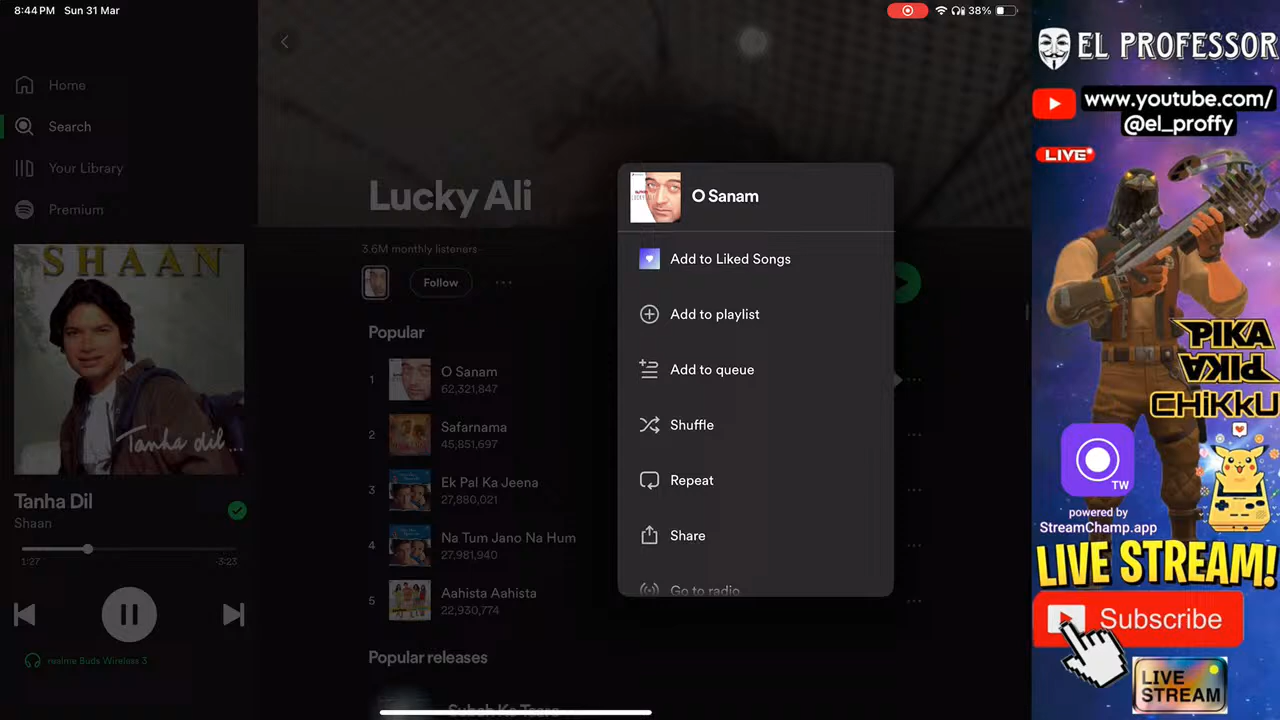 8:44 PM Sun 31 Mar
38%
Home
Search
Your Library
Premium
SHAAN
Tanha dil...
Tanha Dil
Shaan
1:27
-3:23
realme Buds Wireless 3
Lucky Ali
3.6M monthly listeners
Follow
Popular
1 O Sanam
62,321,847
2 Safarnama
45,851,697
3 Ek Pal Ka Jeena
27,880,021
4 Na Tum Jano Na Hum
27,981,940
5 Aahista Aahista
22,930,774
Popular releases
Subah Ke Taare
O Sanam
Add to Liked Songs
Add to playlist
Add to queue
Shuffle
Repeat
Share
Go to radio
EL PROFESSOR
www.youtube.com/
@el_proffy
LIVE
PIKA
PIKA
CHiKKU
TW
powered by
StreamChamp.app
LIVE STREAM!
Subscribe
LIVE
STREAM